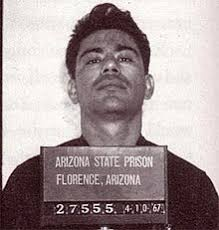 ARIZONA STATE PRISON
FLORENCE, ARIZONA
27555 4-10-67